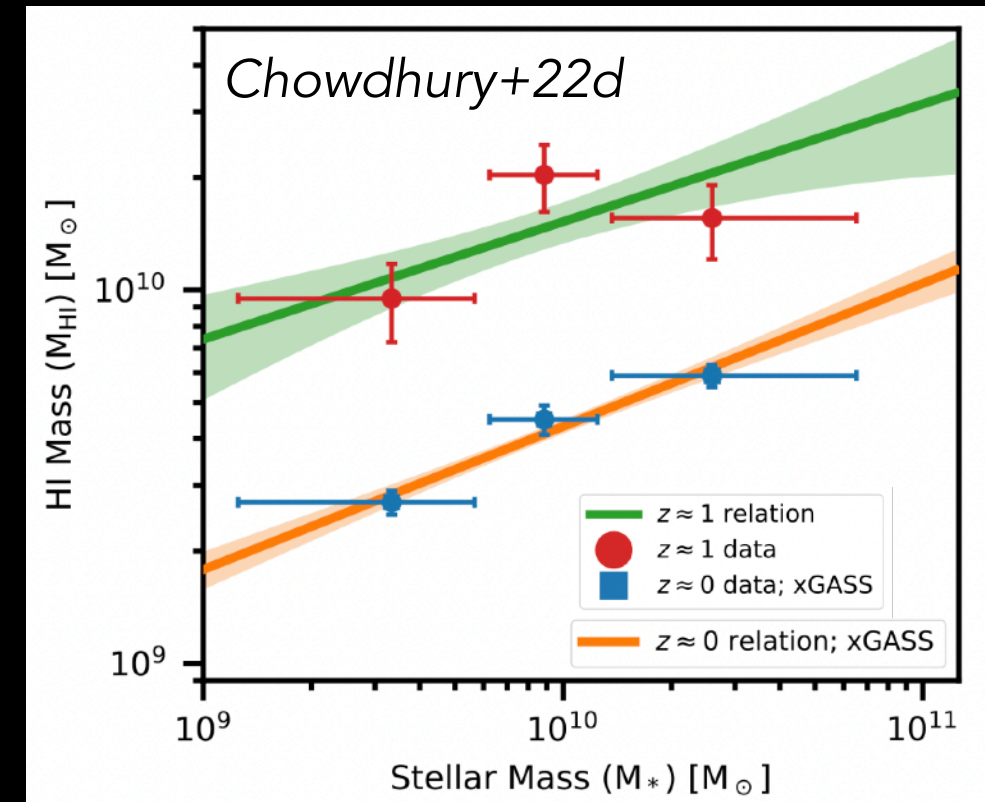 Chowdhury+22d
HI Mass (M_HI) [M_⊙]
10^10
10^9
z ≈ 1 relation
z ≈ 1 data
z ≈ 0 data; xGASS
z ≈ 0 relation; xGASS
10^9 10^10 10^11
Stellar Mass (M_*) [M_⊙]